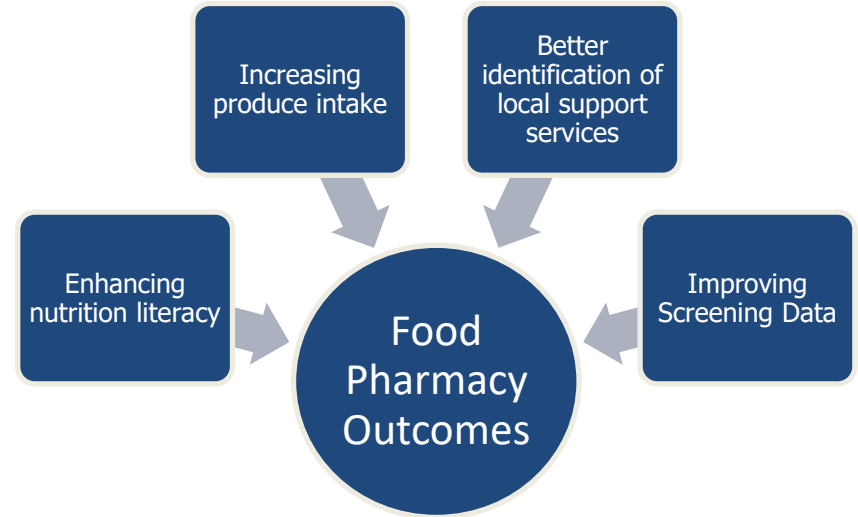 Increasing
produce intake
Better
identification of
local support
services
Enhancing
nutrition literacy
Improving
Screening Data
Food
Pharmacy
Outcomes